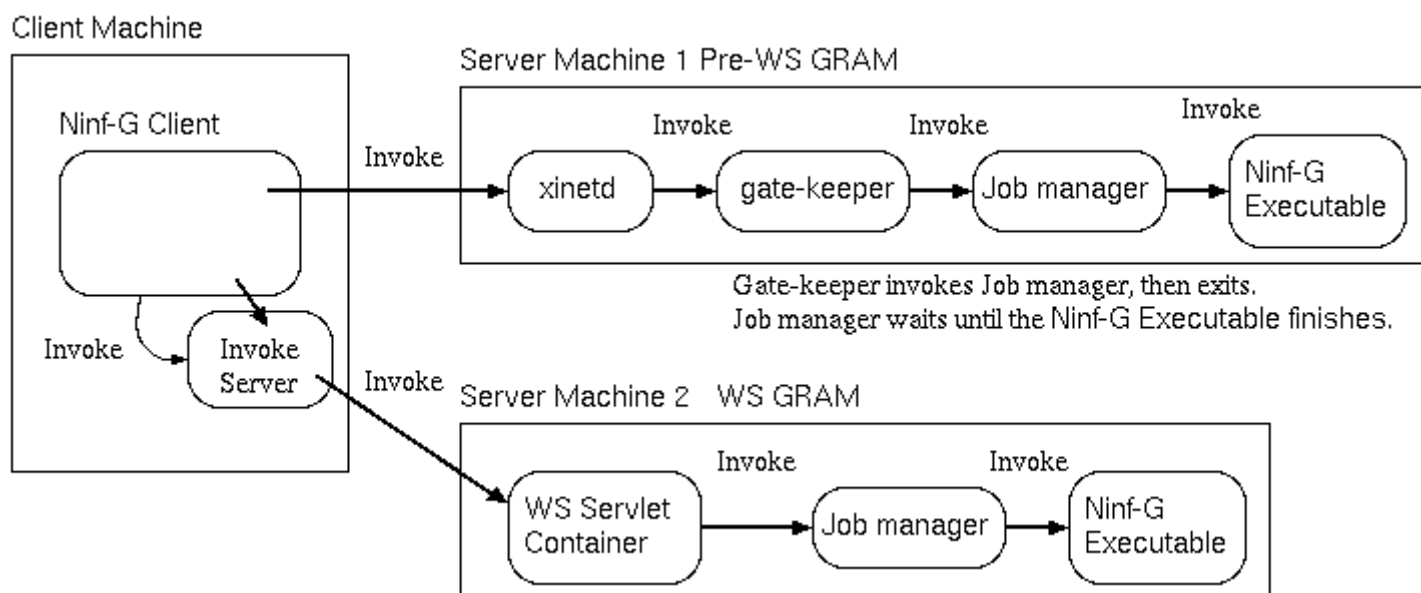 Client Machine
Server Machine 1 Pre-WS GRAM
Ninf-G Client
Invoke
Invoke
Invoke
Invoke
xinetd
gate-keeper
Job manager
Ninf-G
Executable
Gate-keeper invokes Job manager, then exits.
Job manager waits until the Ninf-G Executable finishes.
Invoke
Invoke
Server
Invoke
Server Machine 2 WS GRAM
Invoke
Invoke
WS Servlet
Container
Job manager
Ninf-G
Executable